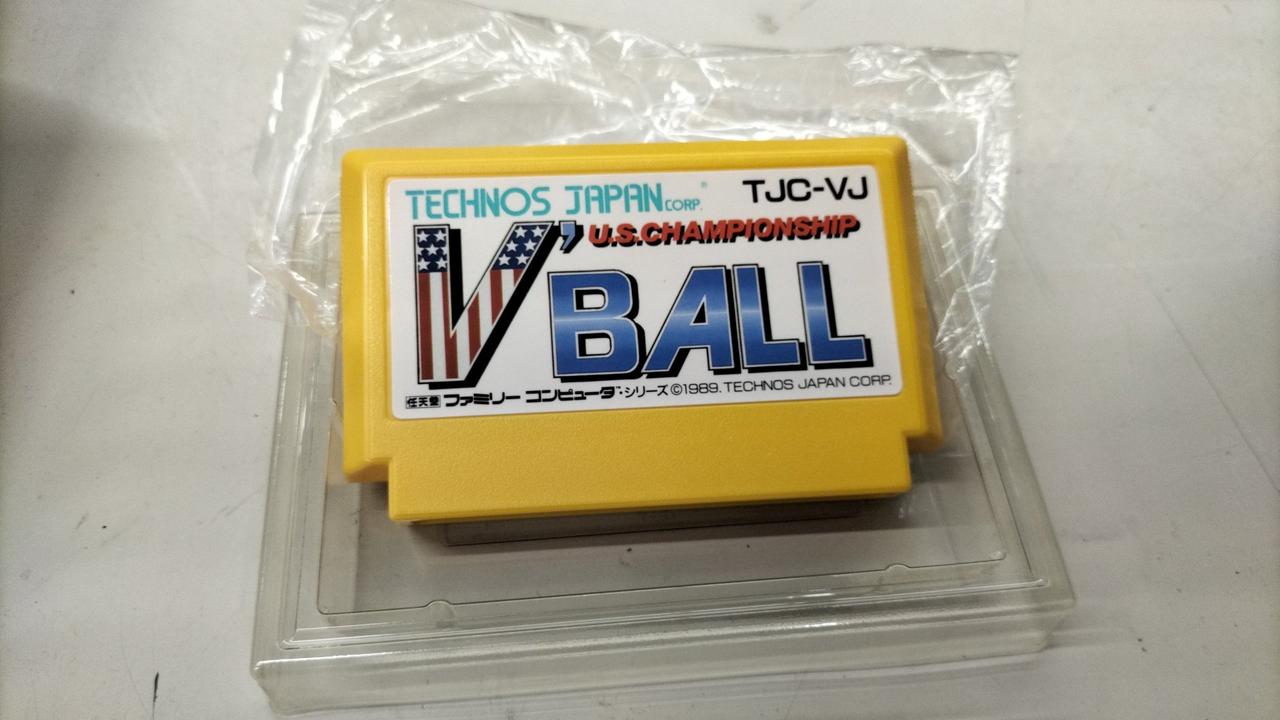 TECHNOS JAPAN CORP.
TJC-VJ
U.S.CHAMPIONSHIP
V'BALL
任天堂 ファミリー コンピュータ・シリーズ ©1989. TECHNOS JAPAN CORP.